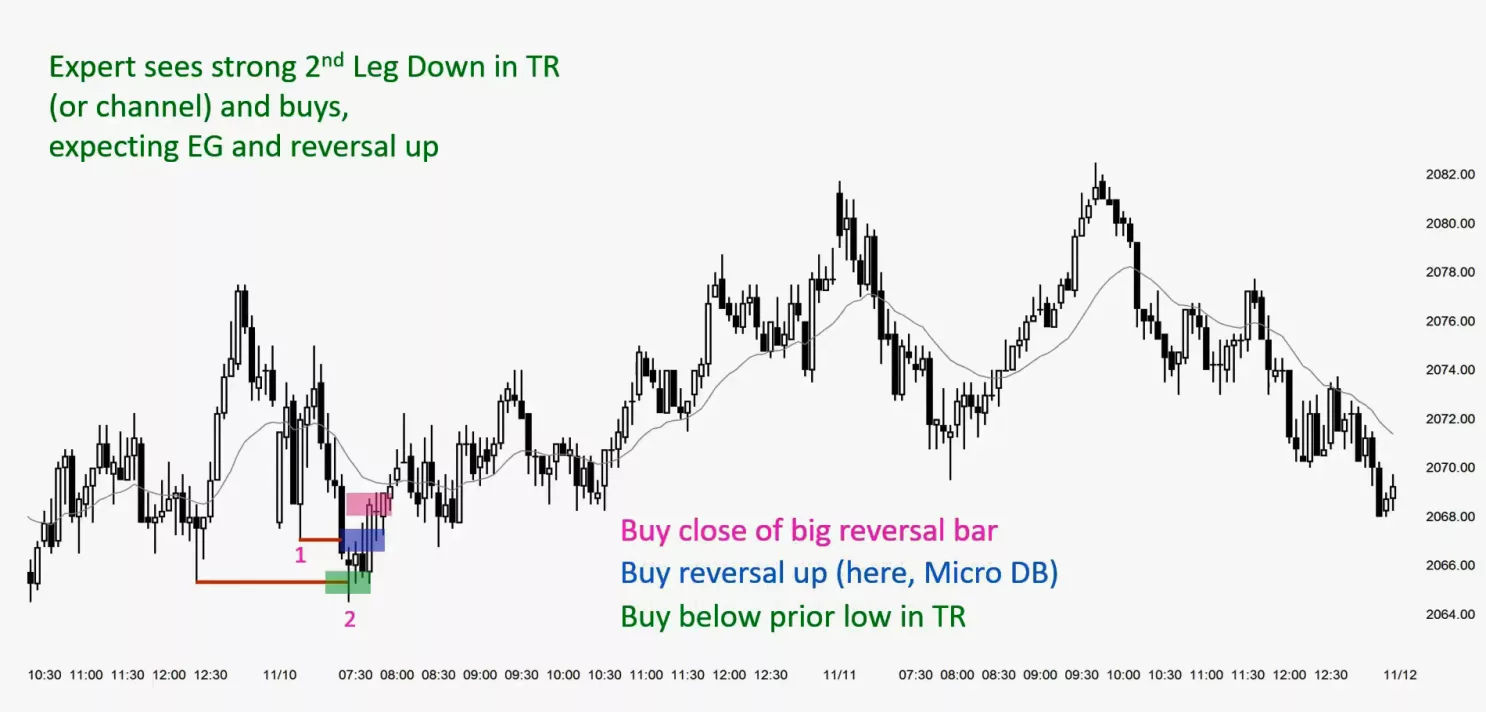 Expert sees strong 2nd Leg Down in TR
(or channel) and buys,
expecting EG and reversal up
2082.00
2080.00
2078.00
2076.00
2074.00
2072.00
2070.00
2068.00
2066.00
2064.00
1
2
Buy close of big reversal bar
Buy reversal up (here, Micro DB)
Buy below prior low in TR
10:30 11:00 11:30 12:00 12:30 11/10 07:30 08:00 08:30 09:00 09:30 10:00 10:30 11:00 11:30 12:00 12:30 11/11 07:30 08:00 08:30 09:00 09:30 10:00 10:30 11:00 11:30 12:00 12:30 11/12